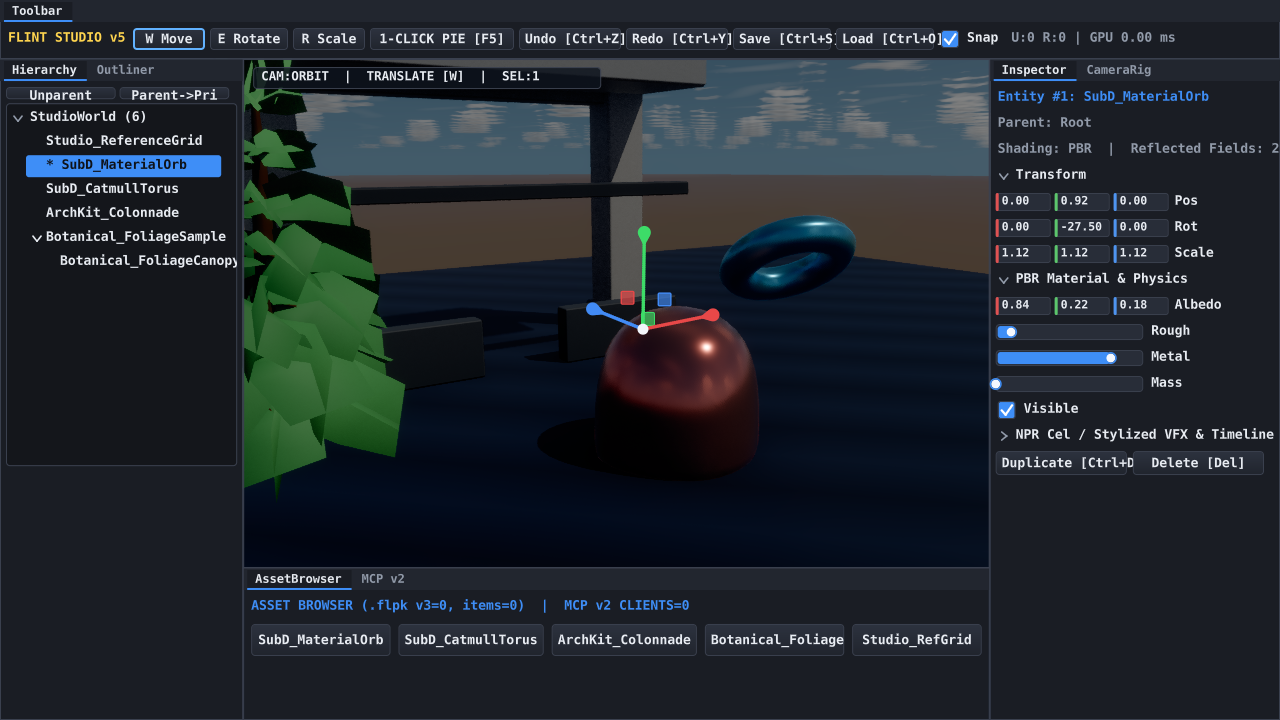 Toolbar
FLINT STUDIO v5 W Move E Rotate R Scale 1-CLICK PIE [F5] Undo [Ctrl+Z] Redo [Ctrl+Y] Save [Ctrl+S Load [Ctrl+O] Snap U:0 R:0 | GPU 0.00 ms
Hierarchy Outliner
Unparent Parent->Pri
StudioWorld (6)
Studio_ReferenceGrid
* SubD_MaterialOrb
SubD_CatmullTorus
ArchKit_Colonnade
Botanical_FoliageSample
Botanical_FoliageCanopy
CAM:ORBIT | TRANSLATE [W] | SEL:1
AssetBrowser MCP v2
ASSET BROWSER (.flpk v3=0, items=0) | MCP v2 CLIENTS=0
SubD_MaterialOrb SubD_CatmullTorus ArchKit_Colonnade Botanical_Foliage Studio_RefGrid
Inspector CameraRig
Entity #1: SubD_MaterialOrb
Parent: Root
Shading: PBR | Reflected Fields: 2
Transform
0.00 0.92 0.00 Pos
0.00 -27.50 0.00 Rot
1.12 1.12 1.12 Scale
PBR Material & Physics
0.84 0.22 0.18 Albedo
Rough
Metal
Mass
Visible
NPR Cel / Stylized VFX & Timeline
Duplicate [Ctrl+D Delete [Del]